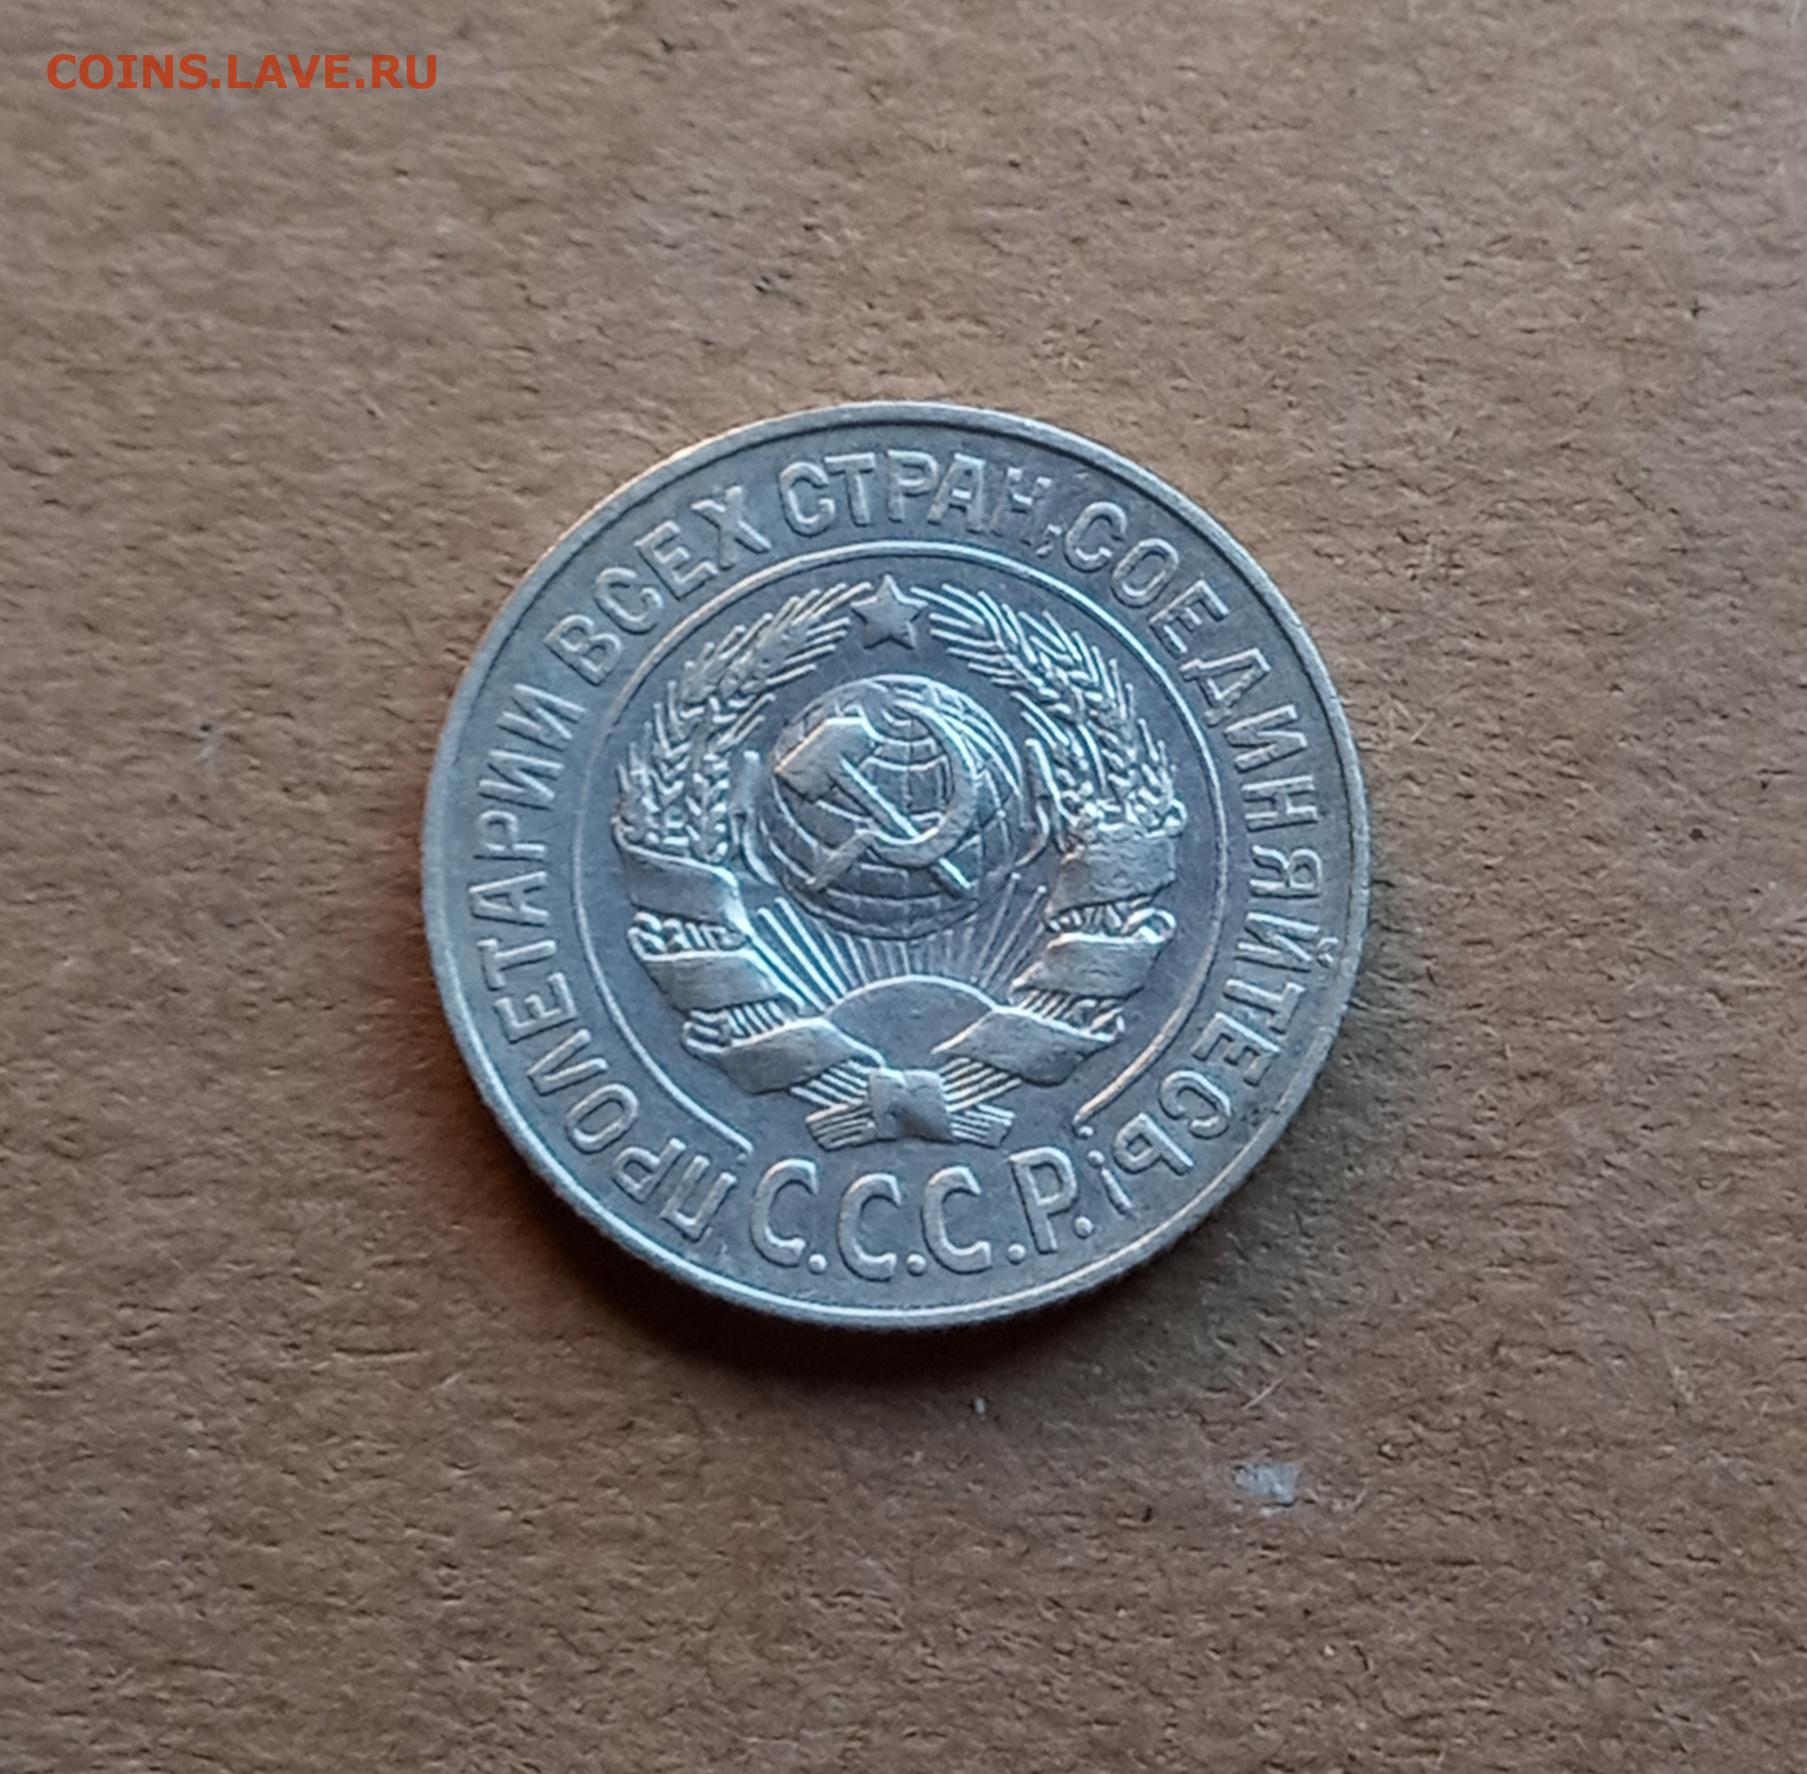 COINS.LAVE.RU
ПРОЛЕТАРИИ ВСЕХ СТРАН, СОЕДИНЯЙТЕСЬ!
С.С.С.Р.